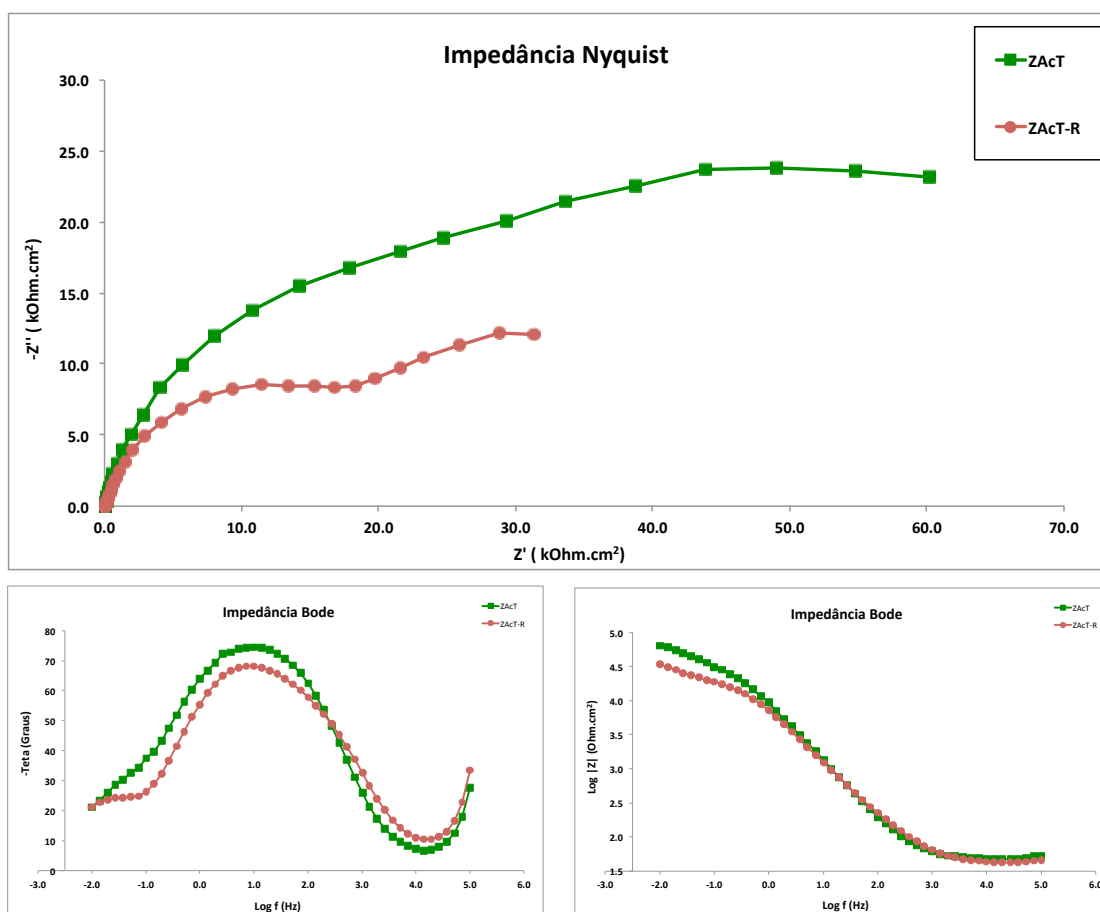 Impedância Nyquist
ZAcT
ZAcT-R
30.0
25.0
20.0
15.0
10.0
5.0
0.0
-Z'' ( kOhm.cm²)
0.0 10.0 20.0 30.0 40.0 50.0 60.0 70.0
Z' ( kOhm.cm²)
Impedância Bode
ZAcT
ZAcT-R
80
70
60
50
40
30
20
10
0
-Teta (Graus)
-3.0 -2.0 -1.0 0.0 1.0 2.0 3.0 4.0 5.0 6.0
Log f (Hz)
Impedância Bode
ZAcT
ZAcT-R
5.0
4.5
4.0
3.5
3.0
2.5
2.0
1.5
Log |Z| (Ohm.cm²)
-3.0 -2.0 -1.0 0.0 1.0 2.0 3.0 4.0 5.0 6.0
Log f (Hz)